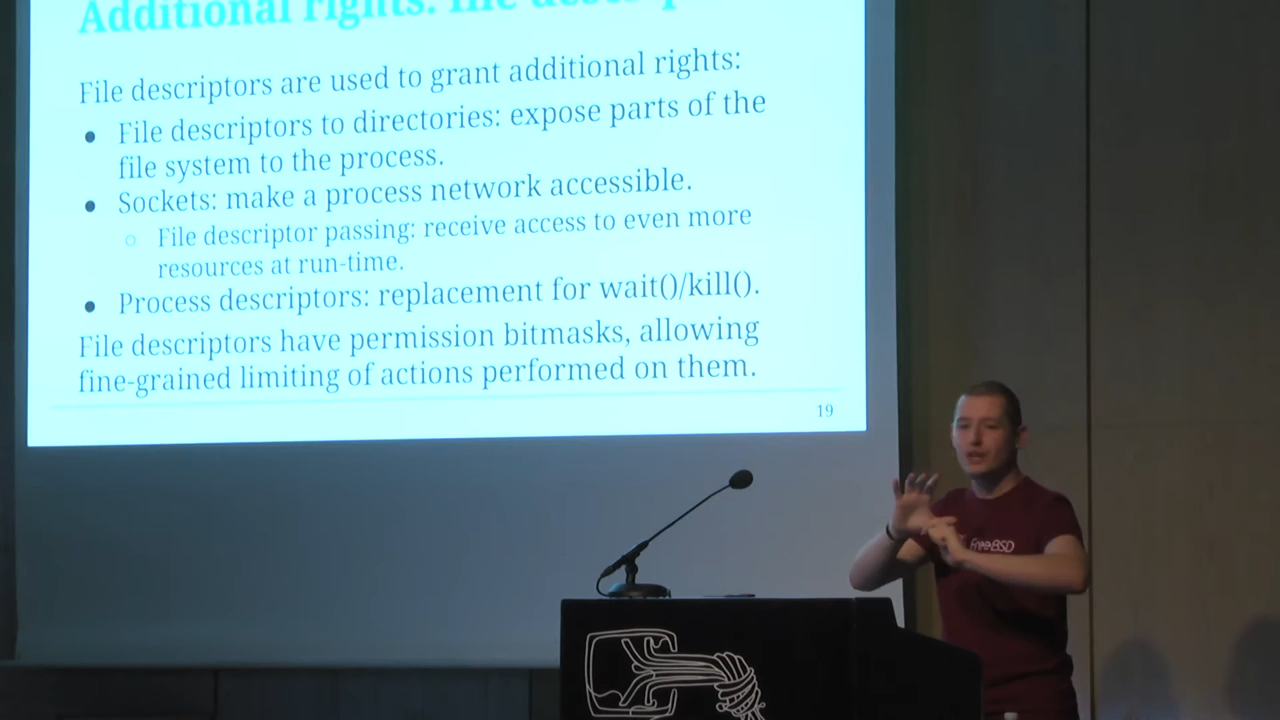 Additional rights: file
File descriptors are used to grant additional rights:
● File descriptors to directories: expose parts of the
file system to the process.
● Sockets: make a process network accessible.
○ File descriptor passing: receive access to even more
resources at run-time.
● Process descriptors: replacement for wait()/kill().
File descriptors have permission bitmasks, allowing
fine-grained limiting of actions performed on them.
19
FreeBSD